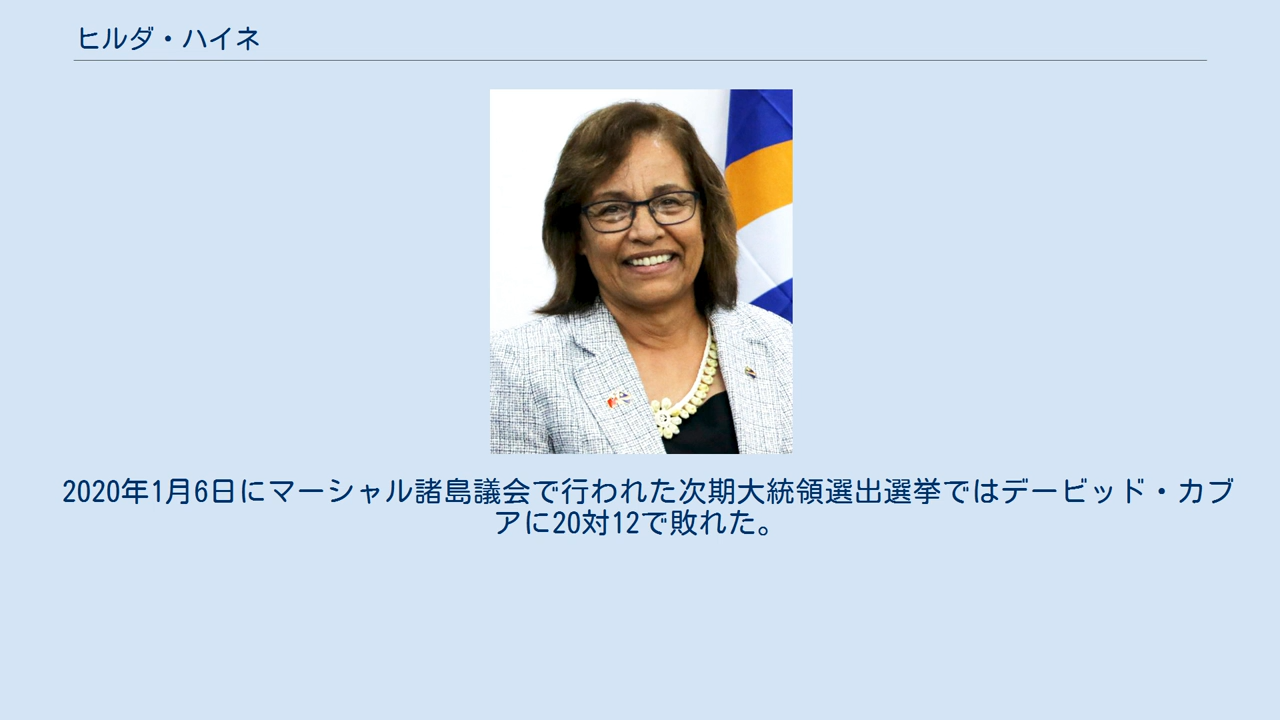 ヒルダ・ハイネ
2020年1月6日にマーシャル諸島議会で行われた次期大統領選出選挙ではデービッド・カブ
アに20対12で敗れた。